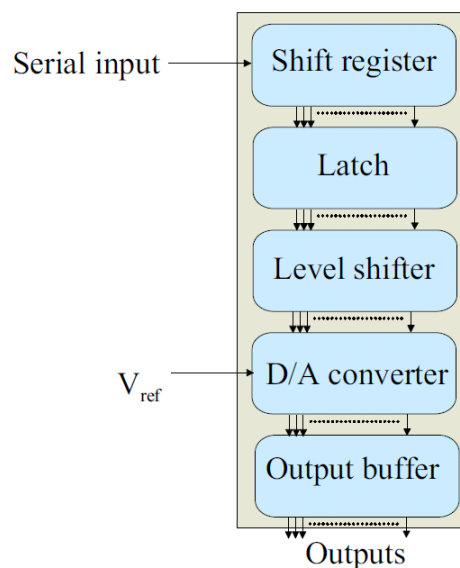 Serial input
Shift register
Latch
Level shifter
V_ref
D/A converter
Output buffer
Outputs